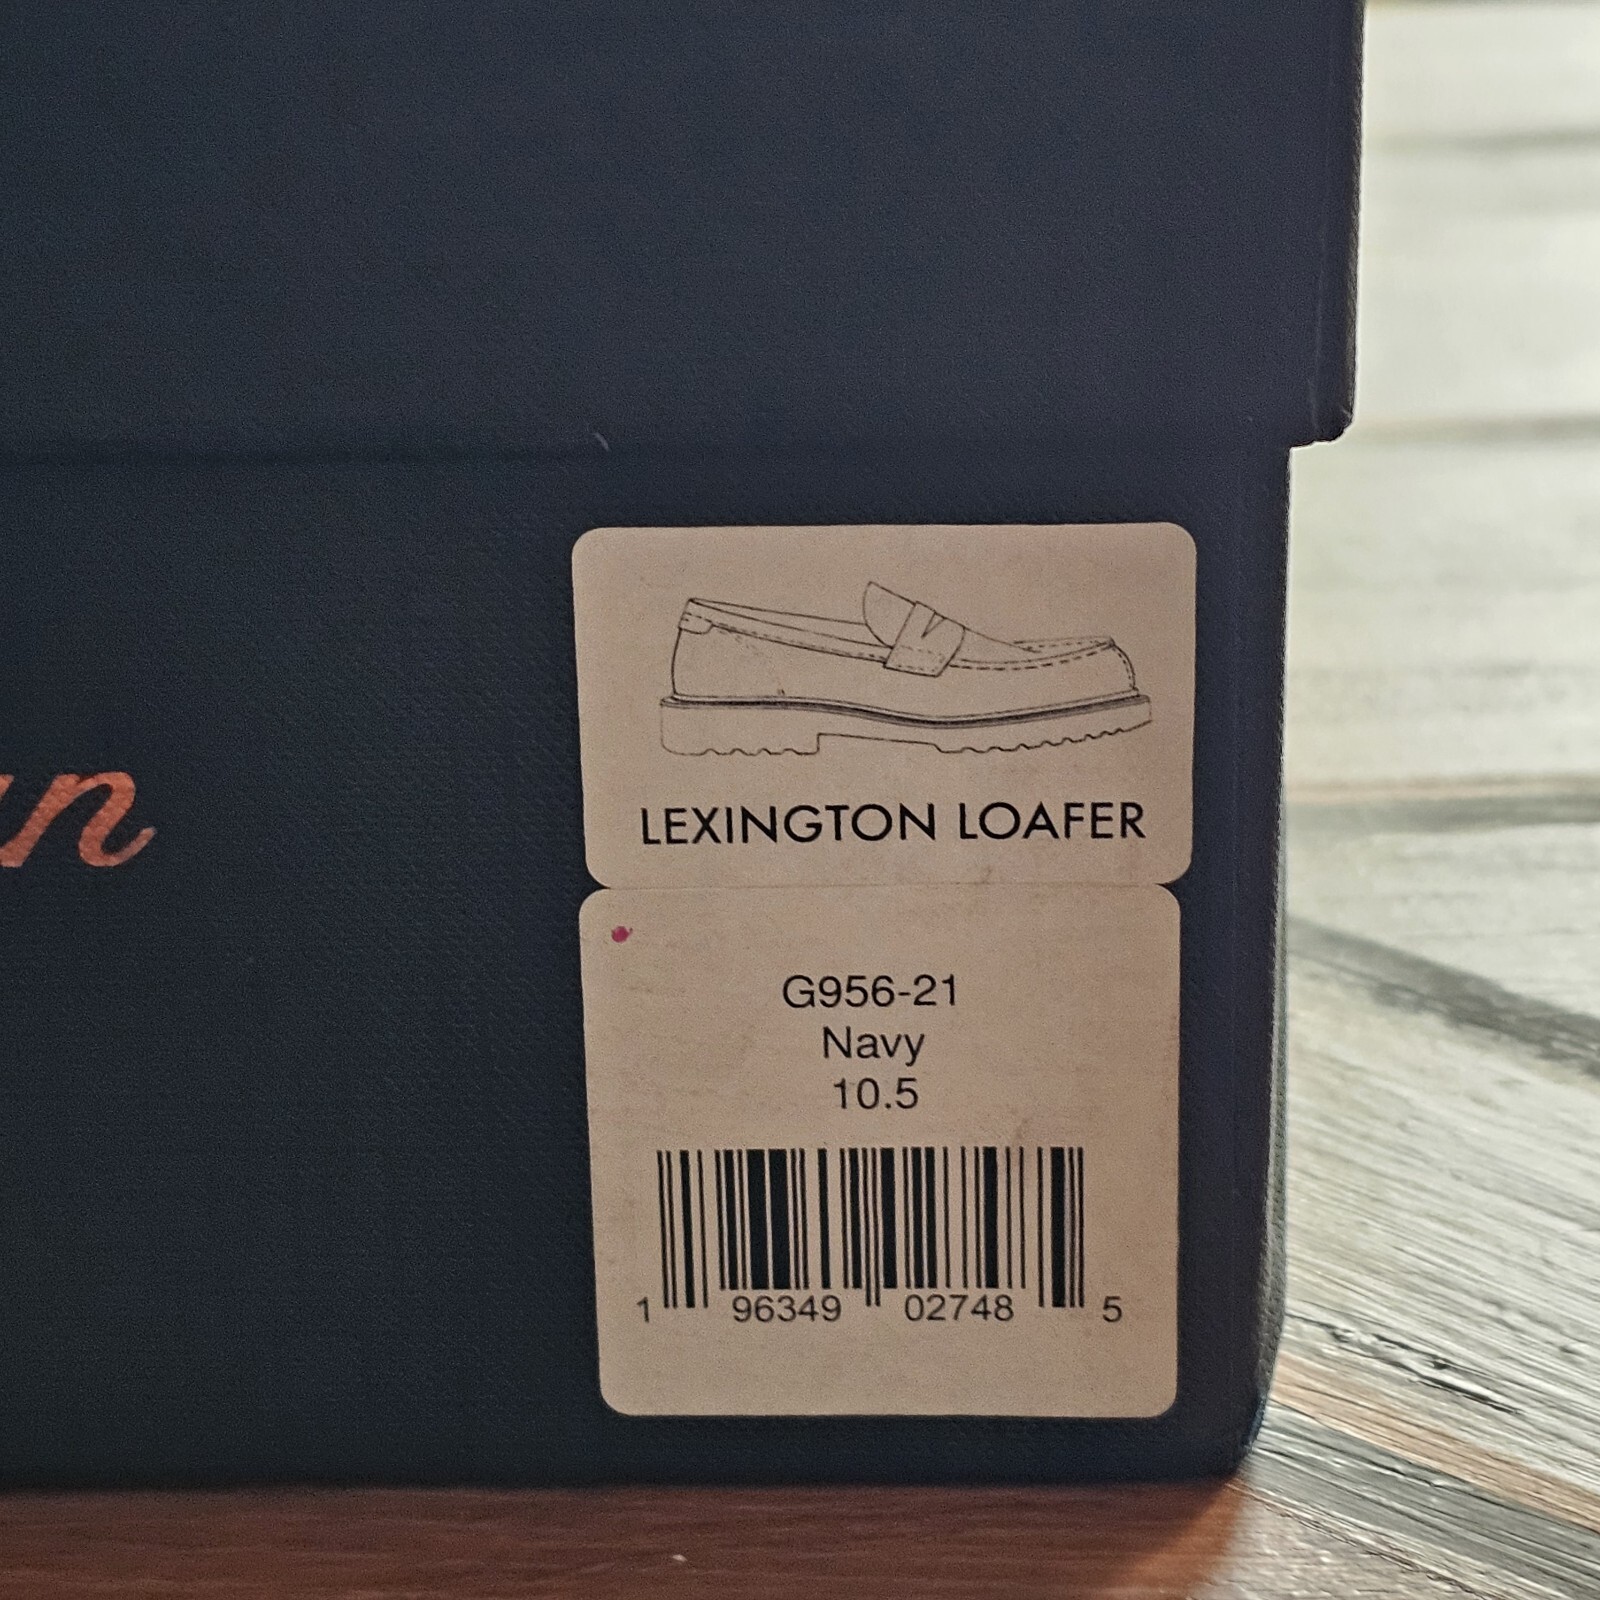 LEXINGTON LOAFER
G956-21
Navy
10.5
1 96349 02748 5